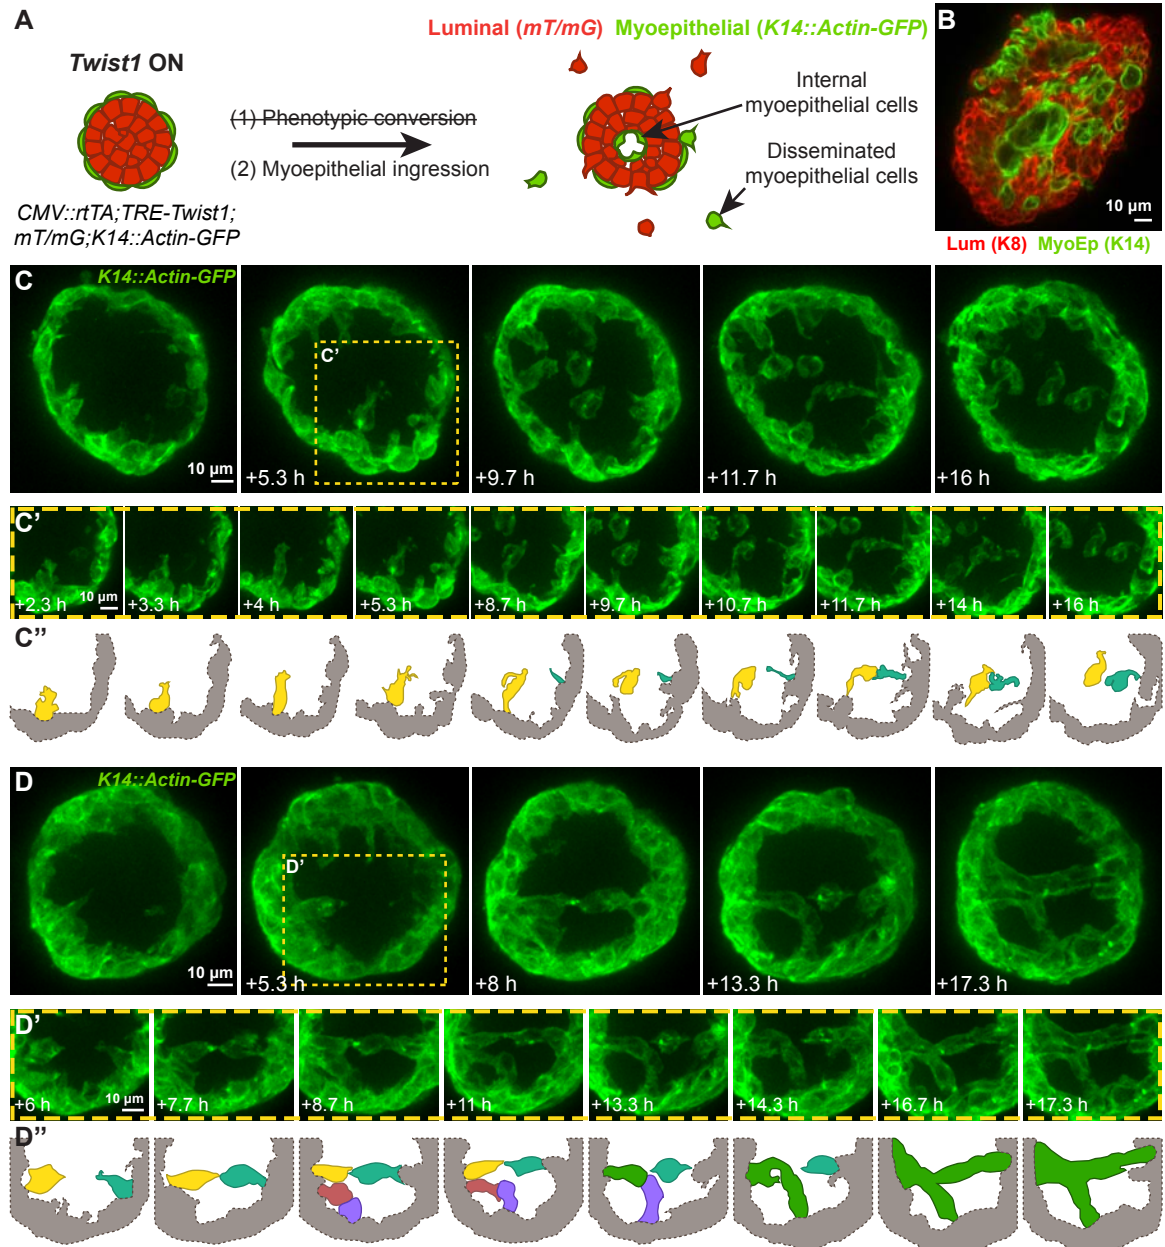 A
Twist1 ON
CMV::rtTA;TRE-Twist1;
mT/mG;K14::Actin-GFP
(1) Phenotypic conversion
(2) Myoepithelial ingression
Luminal (mT/mG) Myoepithelial (K14::Actin-GFP)
Internal
myoepithelial cells
Disseminated
myoepithelial cells
B
10 µm
Lum (K8) MyoEp (K14)
C
K14::Actin-GFP
10 µm
C’
+5.3 h
+9.7 h
+11.7 h
+16 h
C’
+2.3 h
10 µm
+3.3 h
+4 h
+5.3 h
+8.7 h
+9.7 h
+10.7 h
+11.7 h
+14 h
+16 h
C’’
D
K14::Actin-GFP
10 µm
D’
+5.3 h
+8 h
+13.3 h
+17.3 h
D’
+6 h
10 µm
+7.7 h
+8.7 h
+11 h
+13.3 h
+14.3 h
+16.7 h
+17.3 h
D’’